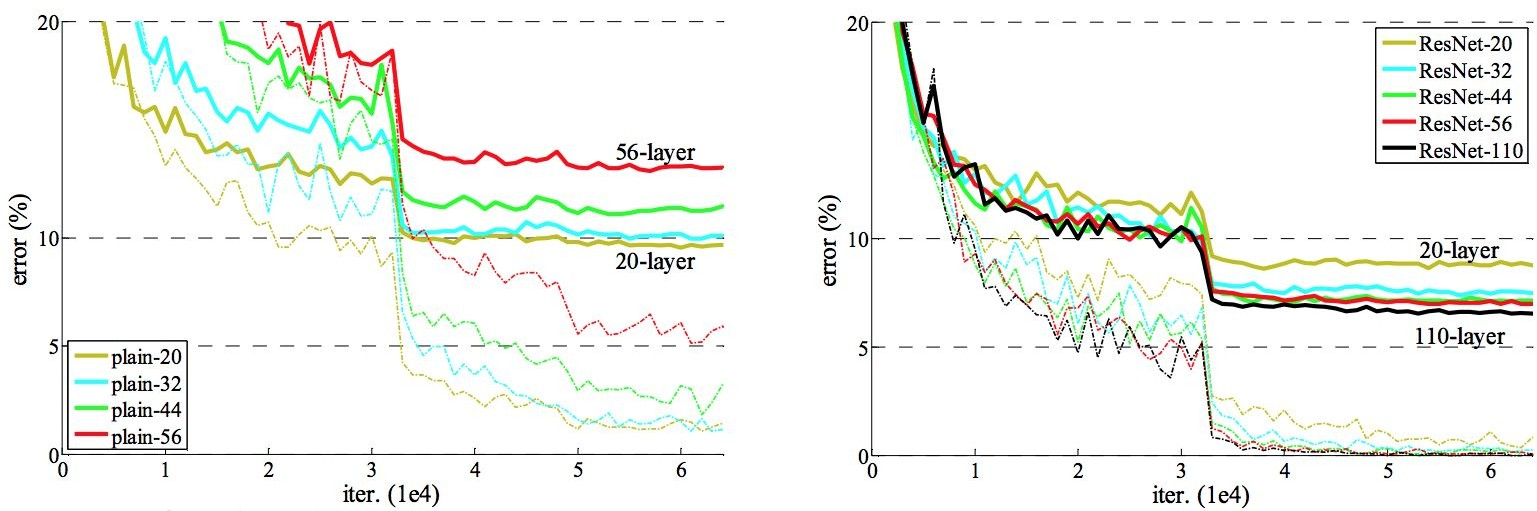 20
10
5
0
error (%)
56-layer
20-layer
plain-20
plain-32
plain-44
plain-56
0 1 2 3 4 5 6
iter. (1e4)
20
10
5
0
error (%)
ResNet-20
ResNet-32
ResNet-44
ResNet-56
ResNet-110
20-layer
110-layer
0 1 2 3 4 5 6
iter. (1e4)